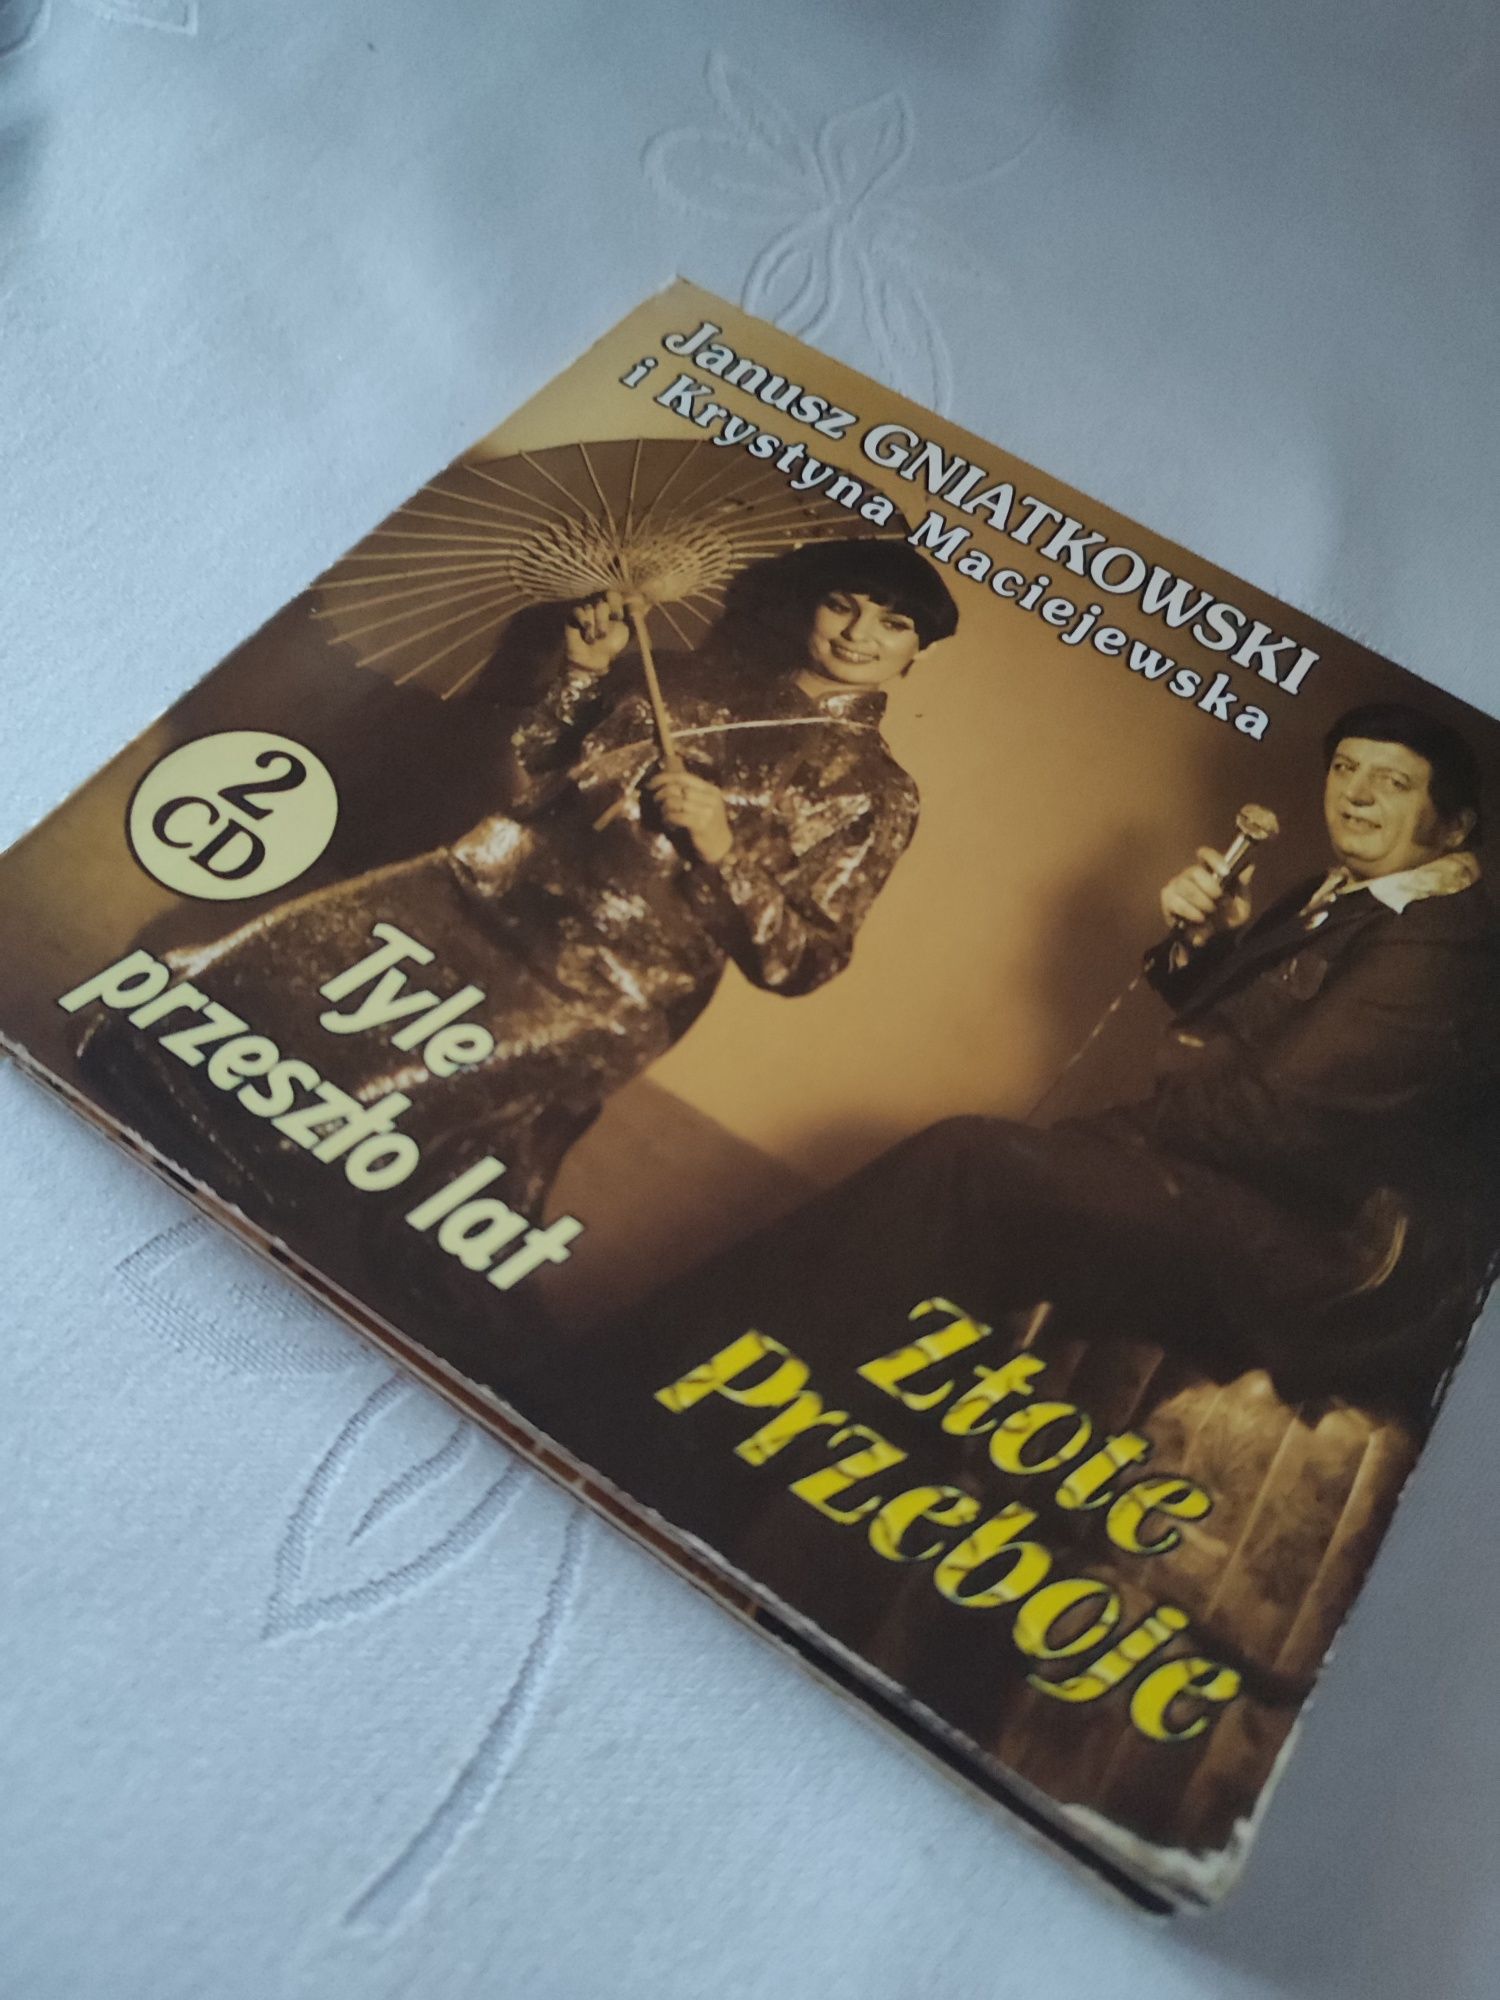 Janusz GNIATKOWSKI
i Krystyna Maciejewska
2
CD
Tyle
przeszło lat
Złote
przeboje